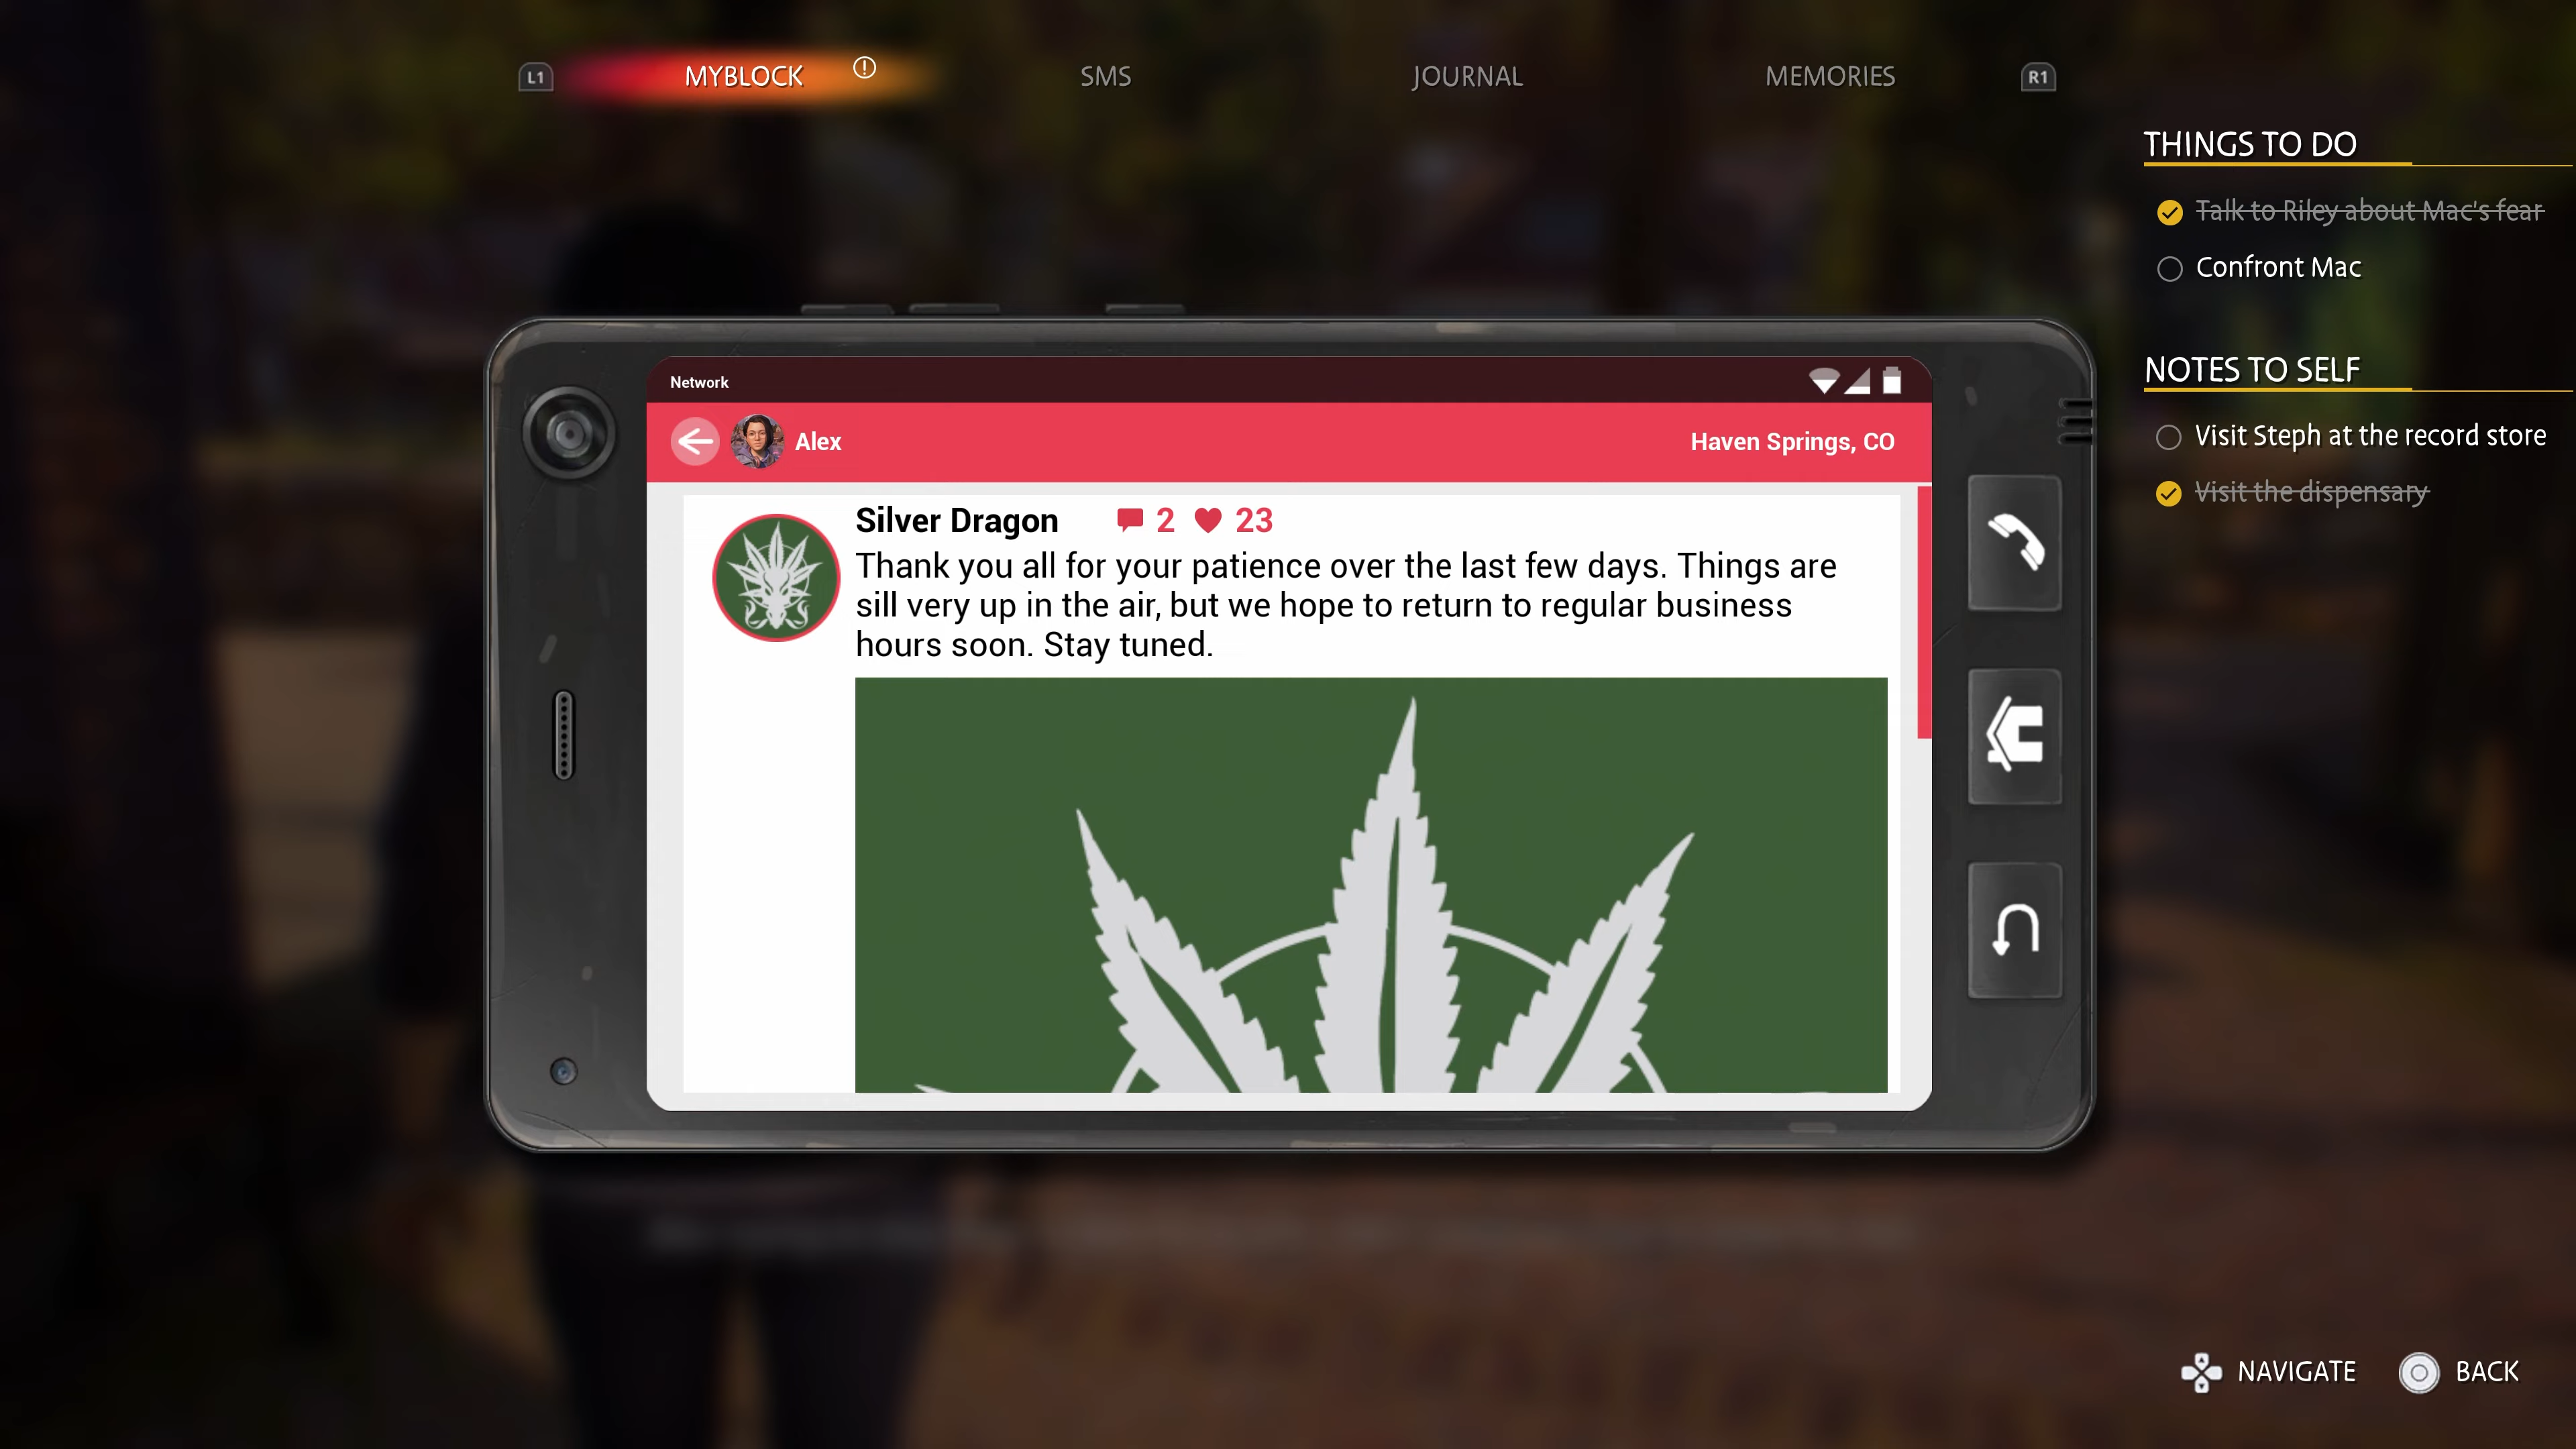 L1
MYBLOCK
SMS
JOURNAL
MEMORIES
R1
THINGS TO DO
Talk to Riley about Mac's fear
Confront Mac
NOTES TO SELF
Visit Steph at the record store
Visit the dispensary
Network
Alex
Haven Springs, CO
Silver Dragon 2 23
Thank you all for your patience over the last few days. Things are
sill very up in the air, but we hope to return to regular business
hours soon. Stay tuned.
NAVIGATE
BACK